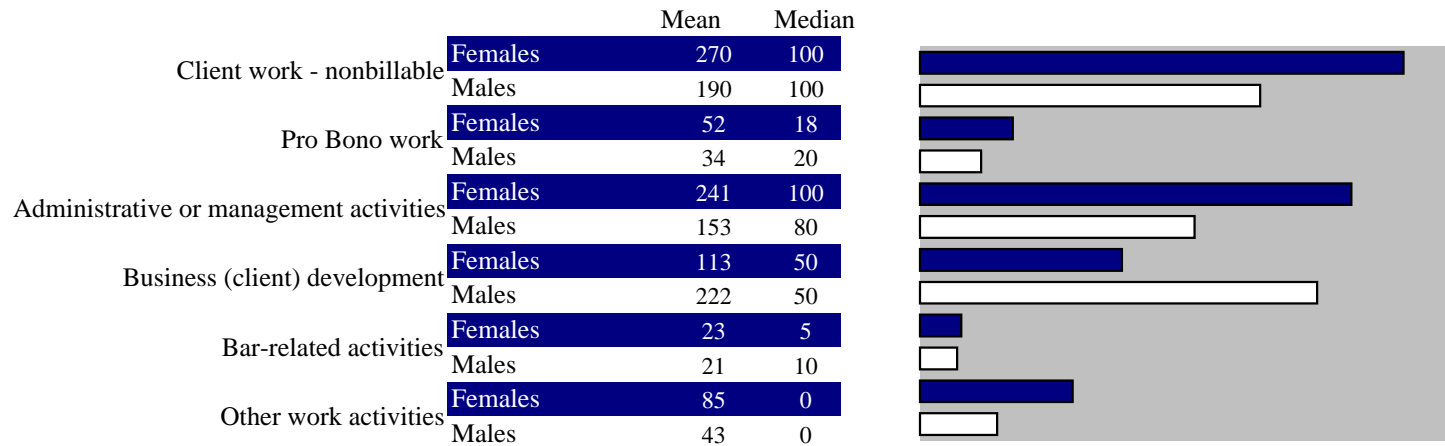 Mean Median
Client work - nonbillable
Females 270 100
Males 190 100
Pro Bono work
Females 52 18
Males 34 20
Administrative or management activities
Females 241 100
Males 153 80
Business (client) development
Females 113 50
Males 222 50
Bar-related activities
Females 23 5
Males 21 10
Other work activities
Females 85 0
Males 43 0